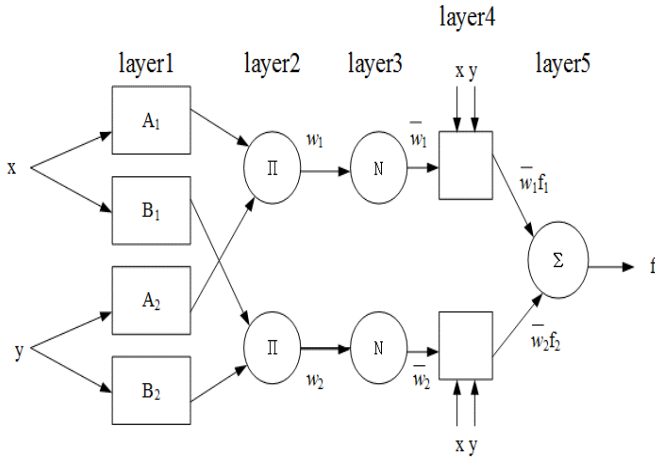 layer4
layer1 layer2 layer3 layer5
x y
A₁
w₁
w̅₁
x
Π
N
w̅₁f₁
B₁
Σ
f
A₂
y
Π
N
w̅₂f₂
B₂
w₂
w̅₂
x y